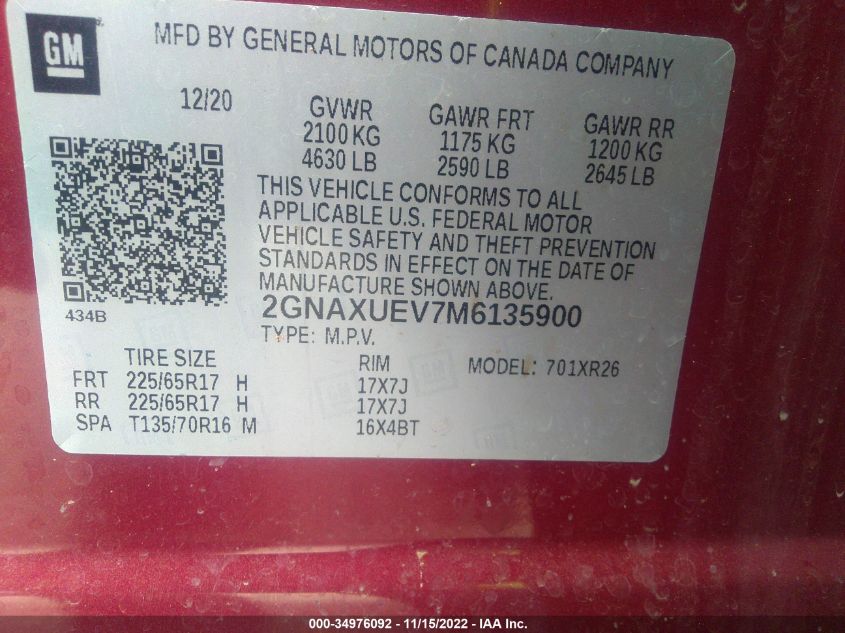 GM
MFD BY GENERAL MOTORS OF CANADA COMPANY
12/20
GVWR
2100 KG
4630 LB
GAWR FRT
1175 KG
2590 LB
GAWR RR
1200 KG
2645 LB
THIS VEHICLE CONFORMS TO ALL
APPLICABLE U.S. FEDERAL MOTOR
VEHICLE SAFETY AND THEFT PREVENTION
STANDARDS IN EFFECT ON THE DATE OF
MANUFACTURE SHOWN ABOVE.
434B
2GNAXUEV7M6135900
TYPE: M.P.V.
TIRE SIZE RIM MODEL: 701XR26
FRT 225/65R17 H 17X7J
RR 225/65R17 H 17X7J
SPA T135/70R16 M 16X4BT
000-34976092 - 11/15/2022 - IAA Inc.